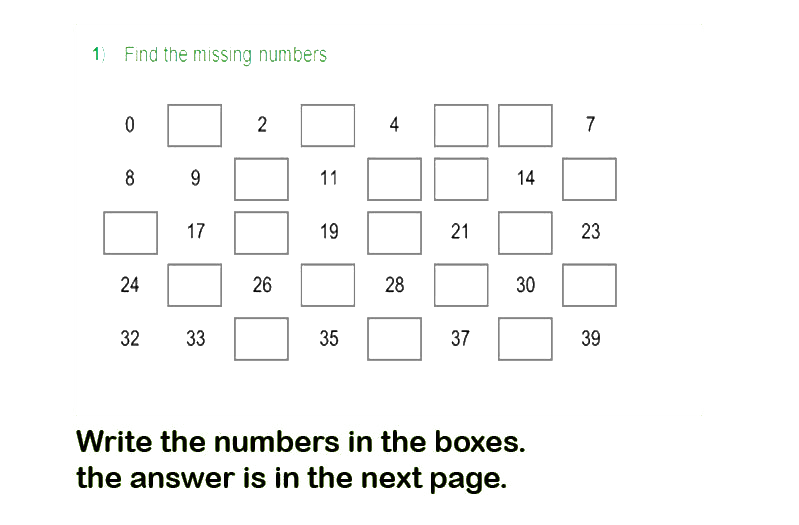 1) Find the missing numbers
0 2 4 7
8 9 11 14
17 19 21 23
24 26 28 30
32 33 35 37 39
Write the numbers in the boxes.
the answer is in the next page.